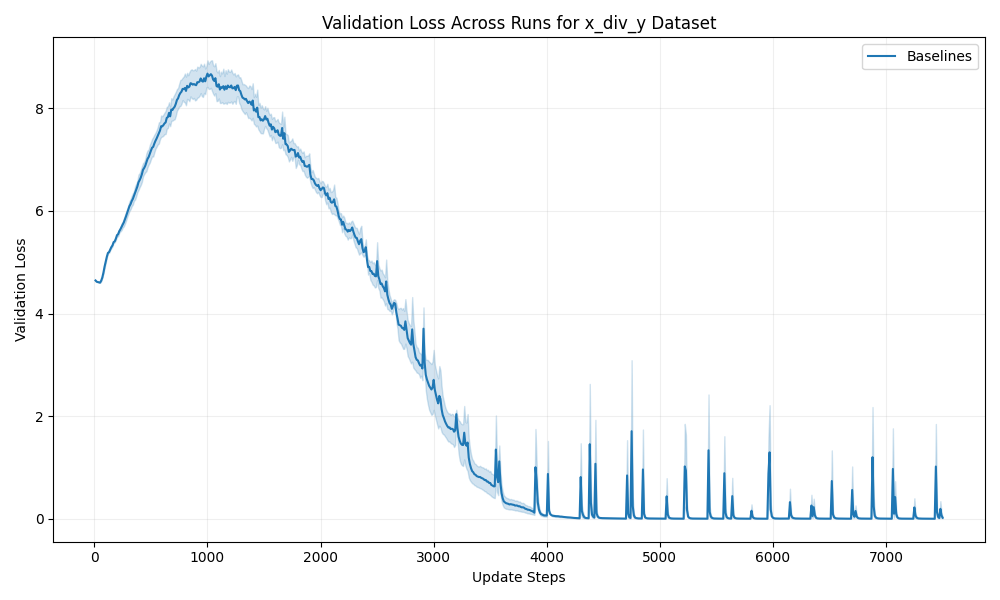 Validation Loss Across Runs for x_div_y Dataset
Baselines
Validation Loss
8
6
4
2
0
0 1000 2000 3000 4000 5000 6000 7000
Update Steps